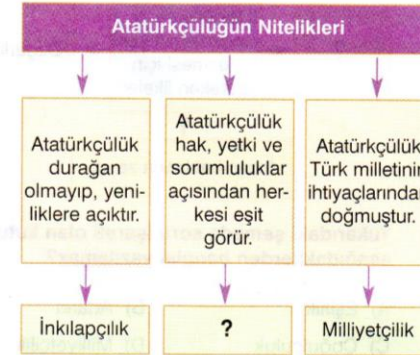 Atatürkçülüğün Nitelikleri
Atatürkçülük
durağan
olmayıp, yeni-
liklere açıktır.
Atatürkçülük
hak, yetki ve
sorumluluklar
açısından her-
kesi eşit
görür.
Atatürkçülük
Türk milletinin
ihtiyaçlarından
doğmuştur.
İnkılapçılık
?
Milliyetçilik